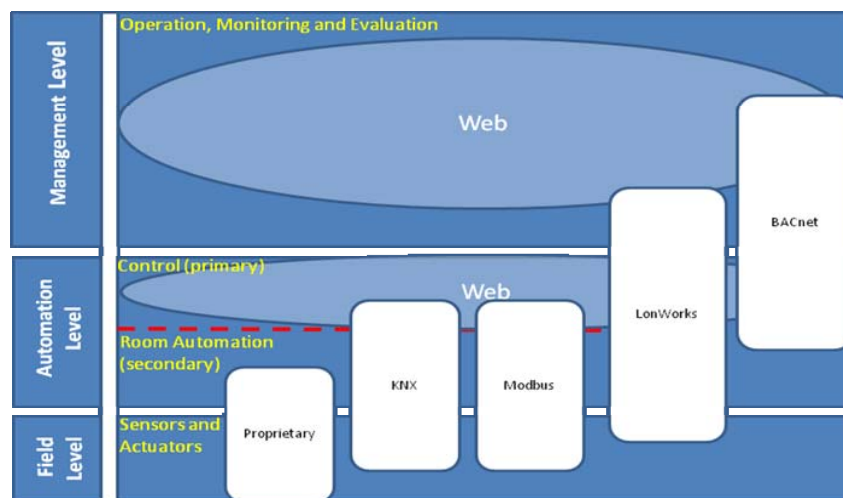 Operation, Monitoring and Evaluation
Management Level
Web
BACnet
Control (primary)
Automation
Level
Web
LonWorks
Room Automation
(secondary)
KNX
Modbus
Proprietary
Sensors and
Actuators
Field
Level